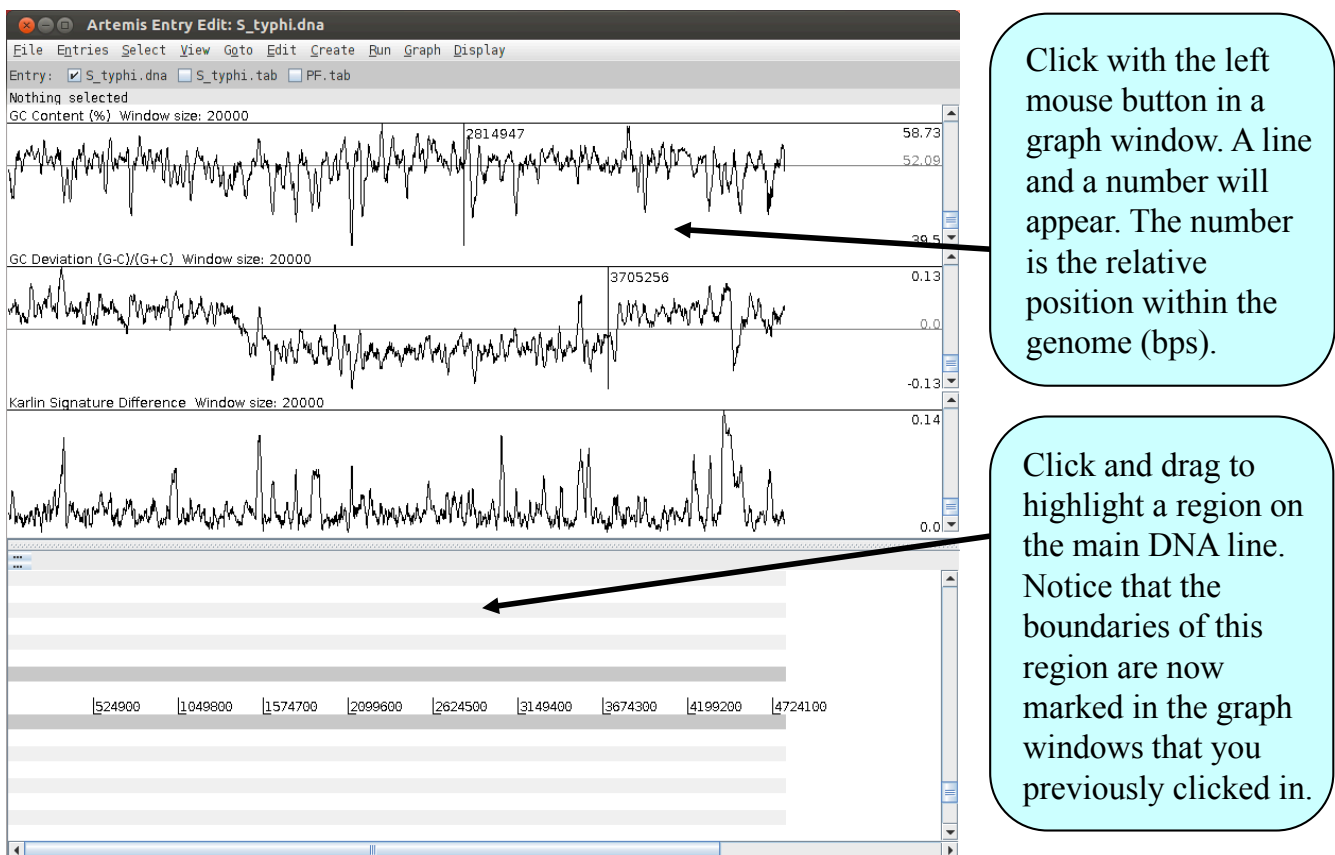 Artemis Entry Edit: S_typhi.dna
File Entries Select View Goto Edit Create Run Graph Display
Entry: S_typhi.dna S_typhi.tab PF.tab
Nothing selected
GC Content (%) Window size: 20000
2814947
58.73
52.09
39.5
GC Deviation (G-C)/(G+C) Window size: 20000
3705256
0.13
0.0
-0.13
Karlin Signature Difference Window size: 20000
0.14
0.0
524900 1049800 1574700 2099600 2624500 3149400 3674300 4199200 4724100
Click with the left
mouse button in a
graph window. A line
and a number will
appear. The number
is the relative
position within the
genome (bps).
Click and drag to
highlight a region on
the main DNA line.
Notice that the
boundaries of this
region are now
marked in the graph
windows that you
previously clicked in.